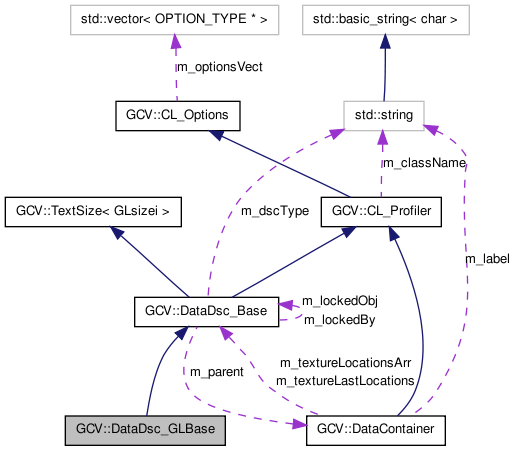 std::vector< OPTION_TYPE * >
std::basic_string< char >
m_optionsVect
GCV::CL_Options
std::string
m_className
GCV::TextSize< GLsizei >
m_dscType
GCV::CL_Profiler
m_label
GCV::DataDsc_Base
m_lockedObj
m_lockedBy
m_parent
m_textureLocationsArr
m_textureLastLocations
GCV::DataDsc_GLBase
GCV::DataContainer